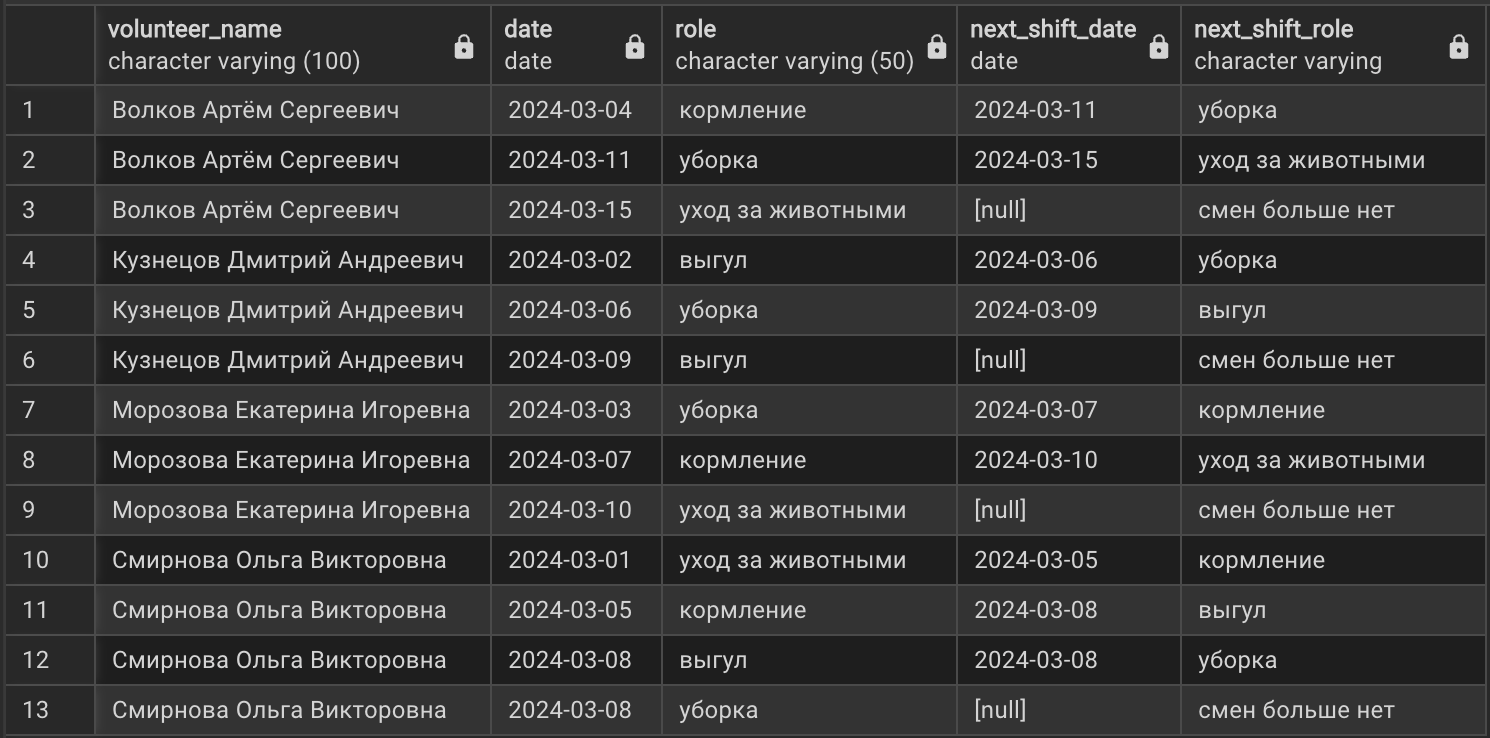 volunteer_name date role next_shift_date next_shift_role
character varying (100) date character varying (50) date character varying
1 Волков Артём Сергеевич 2024-03-04 кормление 2024-03-11 уборка
2 Волков Артём Сергеевич 2024-03-11 уборка 2024-03-15 уход за животными
3 Волков Артём Сергеевич 2024-03-15 уход за животными [null] смен больше нет
4 Кузнецов Дмитрий Андреевич 2024-03-02 выгул 2024-03-06 уборка
5 Кузнецов Дмитрий Андреевич 2024-03-06 уборка 2024-03-09 выгул
6 Кузнецов Дмитрий Андреевич 2024-03-09 выгул [null] смен больше нет
7 Морозова Екатерина Игоревна 2024-03-03 уборка 2024-03-07 кормление
8 Морозова Екатерина Игоревна 2024-03-07 кормление 2024-03-10 уход за животными
9 Морозова Екатерина Игоревна 2024-03-10 уход за животными [null] смен больше нет
10 Смирнова Ольга Викторовна 2024-03-01 уход за животными 2024-03-05 кормление
11 Смирнова Ольга Викторовна 2024-03-05 кормление 2024-03-08 выгул
12 Смирнова Ольга Викторовна 2024-03-08 выгул 2024-03-08 уборка
13 Смирнова Ольга Викторовна 2024-03-08 уборка [null] смен больше нет